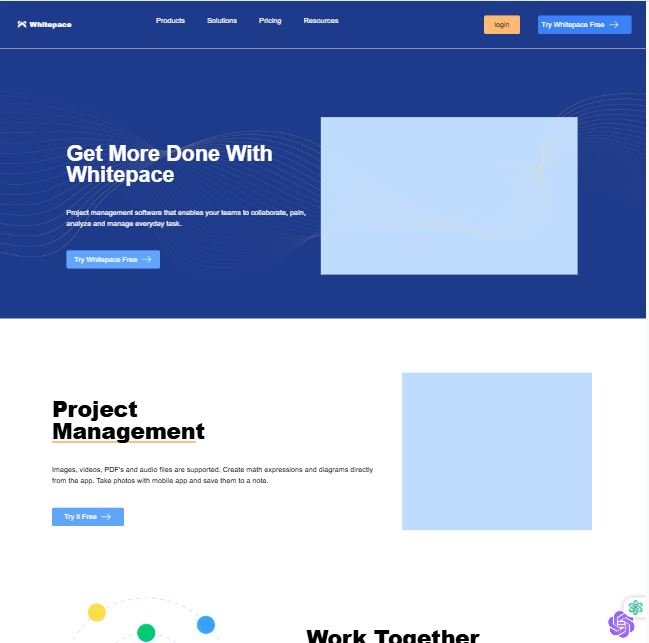 Whitepace
Products Solutions Pricing Resources
login
Try Whitepace Free
Get More Done With
Whitepace
Project management software that enables your teams to collaborate, pain,
analyze and manage everyday task.
Try Whitepace Free
Project
Management
Images, videos, PDF's and audio files are supported. Create math expressions and diagrams directly
from the app. Take photos with mobile app and save them to a note.
Try it Free
Work Together